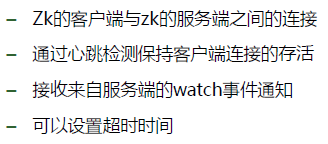 – Zk的客户端与zk的服务端之间的连接
– 通过心跳检测保持客户端连接的存活
– 接收来自服务端的watch事件通知
– 可以设置超时时间